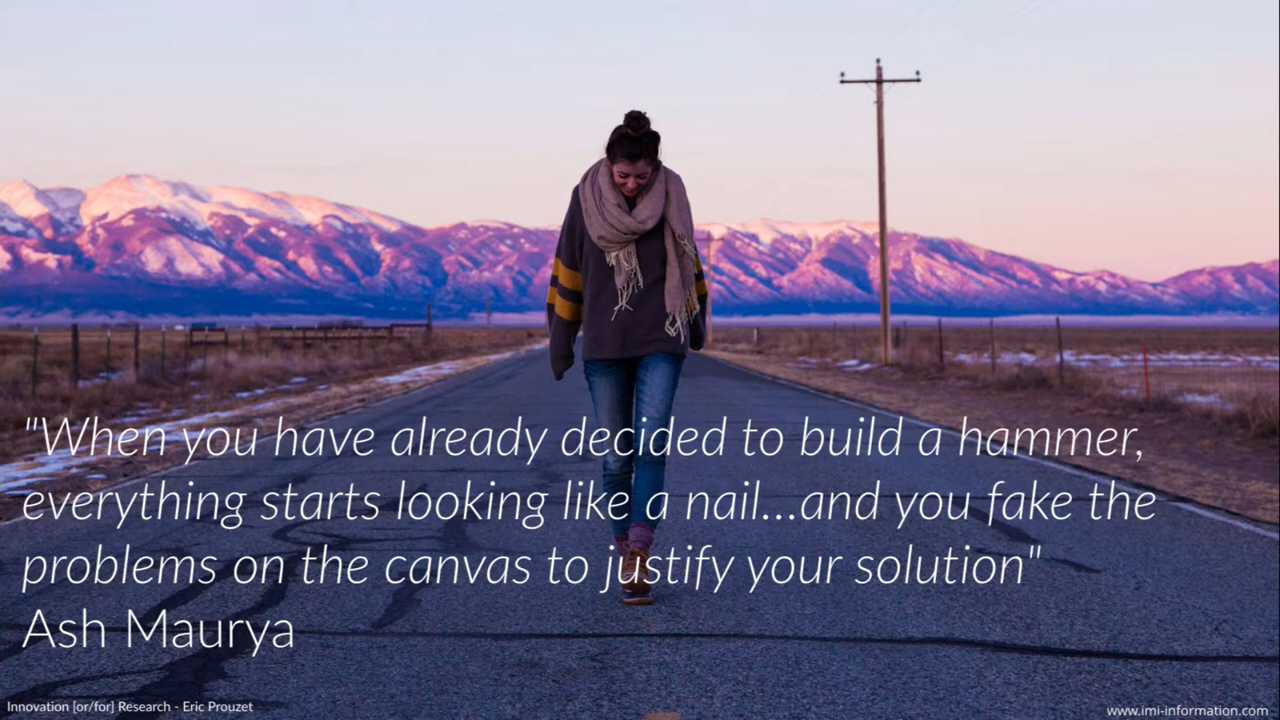 "When you have already decided to build a hammer,
everything starts looking like a nail...and you fake the
problems on the canvas to justify your solution"
Ash Maurya
Innovation [or/for] Research - Eric Prouzet
www.imi-information.com